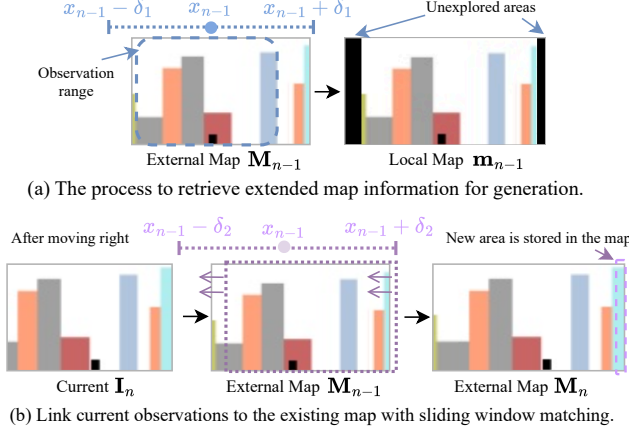 x_{n-1} − δ_1 x_{n-1} x_{n-1} + δ_1
Unexplored areas
Observation
range
External Map M_{n-1}
Local Map m_{n-1}
(a) The process to retrieve extended map information for generation.
After moving right
x_{n-1} − δ_2 x_{n-1} x_{n-1} + δ_2
New area is stored in the map
Current I_n
External Map M_{n-1}
External Map M_n
(b) Link current observations to the existing map with sliding window matching.